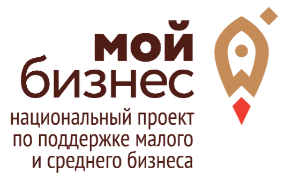 мой
бизнес
национальный проект
по поддержке малого
и среднего бизнеса